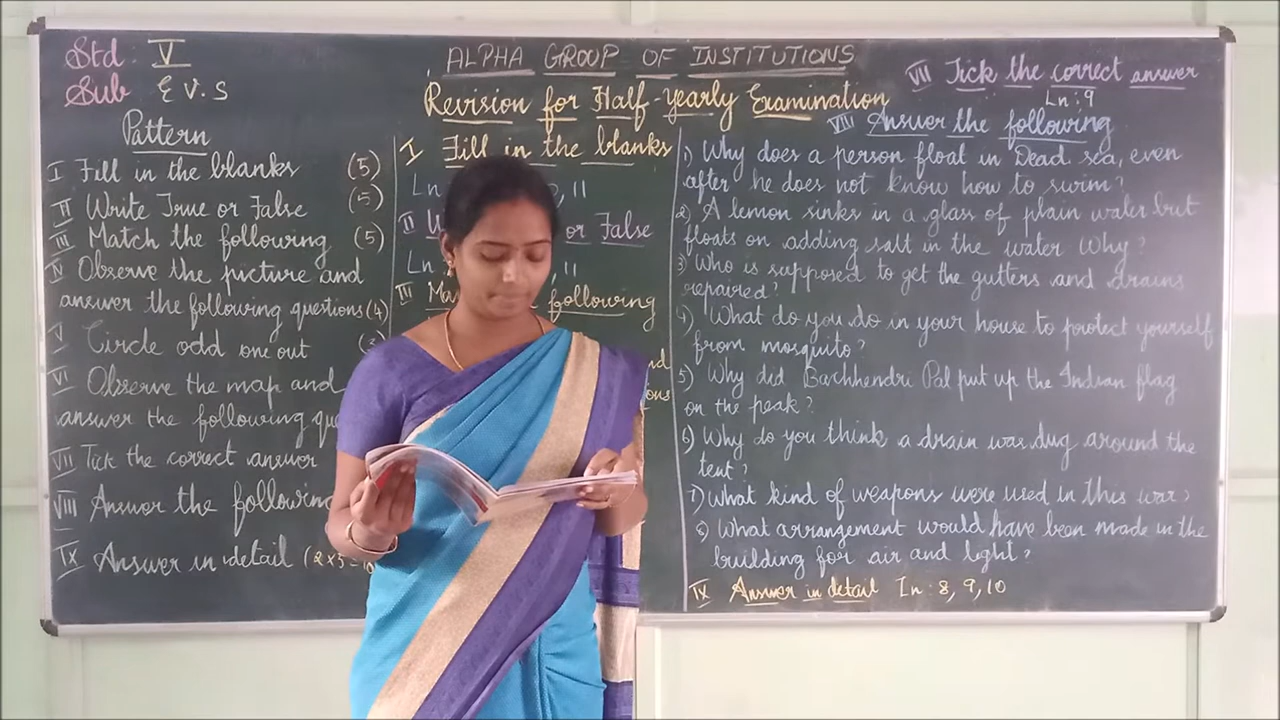 Std : V
Sub E V.S
Pattern
I Fill in the blanks (5)
II Write True or False (5)
III Match the following (5)
IV Observe the picture and
answer the following questions (4)
V Circle odd one out
VI Observe the map and
answer the following
VII Tick the correct answer
VIII Answer the following
IX Answer in detail (2x5=10
ALPHA GROUP OF INSTITUTIONS
Revision for Half-yearly Examination
I Fill in the blanks
Ln , 11
II or False
Ln , 11
III following
VII Tick the correct answer
Ln : 9
VIII Answer the following
1) Why does a person float in Dead sea, even
after he does not know how to swim?
2) A lemon sinks in a glass of plain water but
floats on adding salt in the water Why?
3) Who is supposed to get the gutters and drains
repaired?
4) What do you do in your house to protect yourself
from mosquito?
5) Why did Bachhendri Pal put up the Indian flag
on the peak?
6) Why do you think a drain was dug around the
tent?
7) What kind of weapons were used in this war?
8) What arrangement would have been made in the
building for air and light?
IX Answer in detail Ln : 8, 9, 10